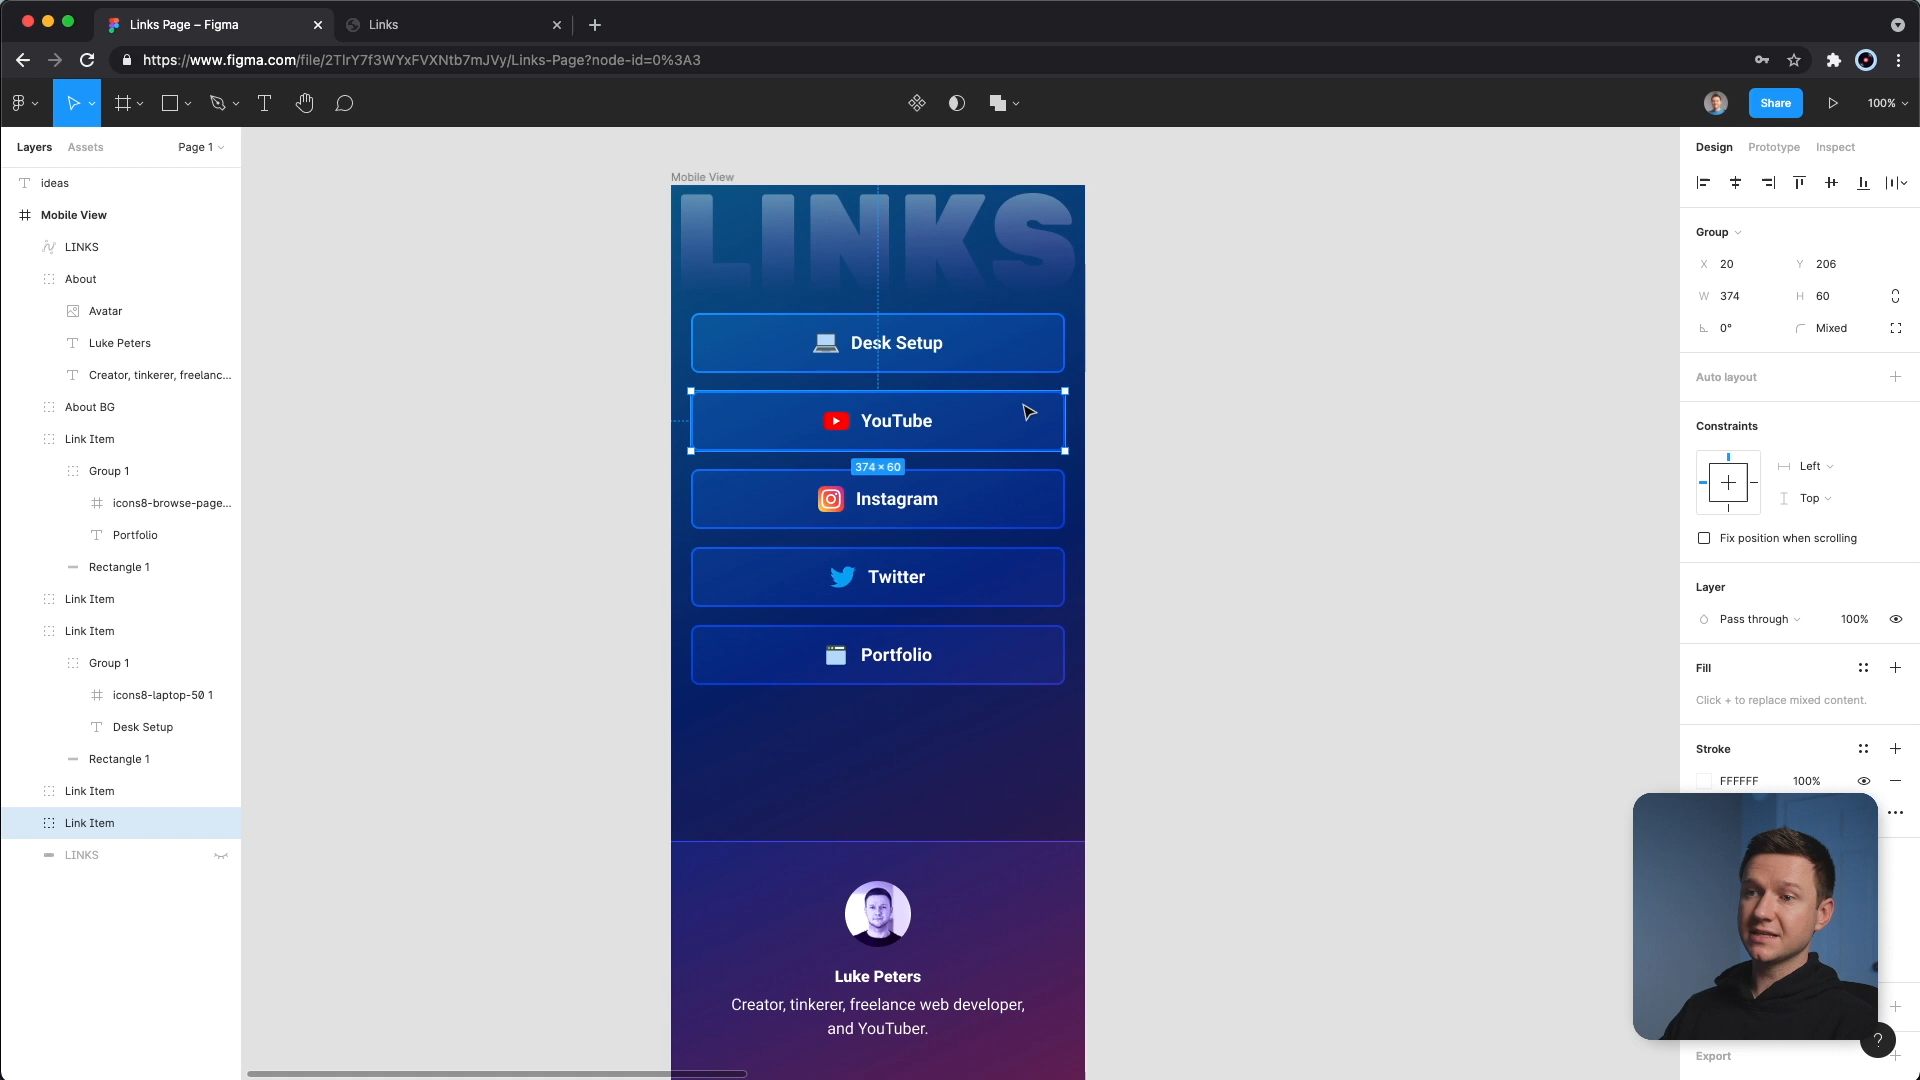 Links Page – Figma
Links
https://www.figma.com/file/2TlrY7f3WYxFVXNtb7mJVy/Links-Page?node-id=0%3A3
Share
100%
Layers
Assets
Page 1
ideas
Mobile View
LINKS
About
Avatar
Luke Peters
Creator, tinkerer, freelanc...
About BG
Link Item
Group 1
icons8-browse-page...
Portfolio
Rectangle 1
Link Item
Link Item
Group 1
icons8-laptop-50 1
Desk Setup
Rectangle 1
Link Item
Link Item
LINKS
Mobile View
LINKS
Desk Setup
YouTube
374 × 60
Instagram
Twitter
Portfolio
Luke Peters
Creator, tinkerer, freelance web developer,
and YouTuber.
Design
Prototype
Inspect
Group
X 20
Y 206
W 374
H 60
0°
Mixed
Auto layout
Constraints
Left
Top
Fix position when scrolling
Layer
Pass through
100%
Fill
Click + to replace mixed content.
Stroke
FFFFFF
100%
Export
?